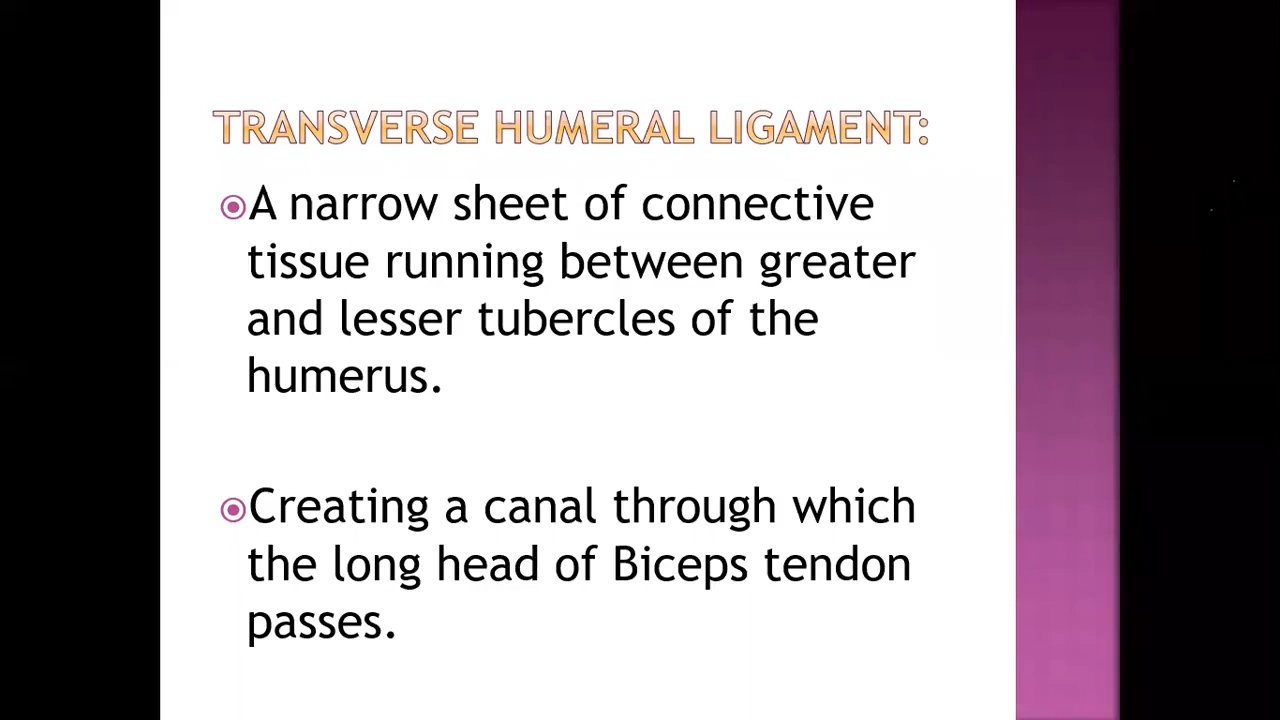 TRANSVERSE HUMERAL LIGAMENT:
A narrow sheet of connective
tissue running between greater
and lesser tubercles of the
humerus.
Creating a canal through which
the long head of Biceps tendon
passes.